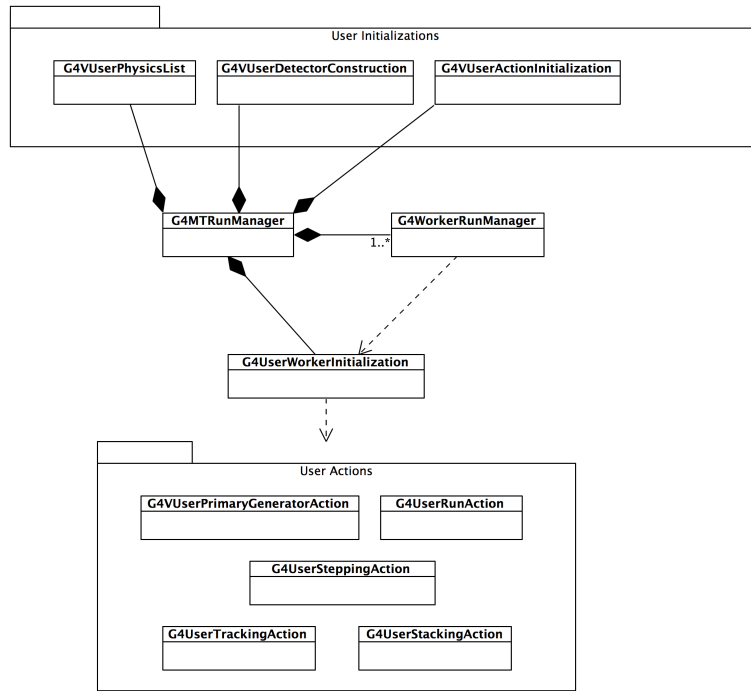 User Initializations
G4VUserPhysicsList
G4VUserDetectorConstruction
G4VUserActionInitialization
G4MTRunManager
G4WorkerRunManager
1..*
G4UserWorkerInitialization
User Actions
G4VUserPrimaryGeneratorAction
G4UserRunAction
G4UserSteppingAction
G4UserTrackingAction
G4UserStackingAction